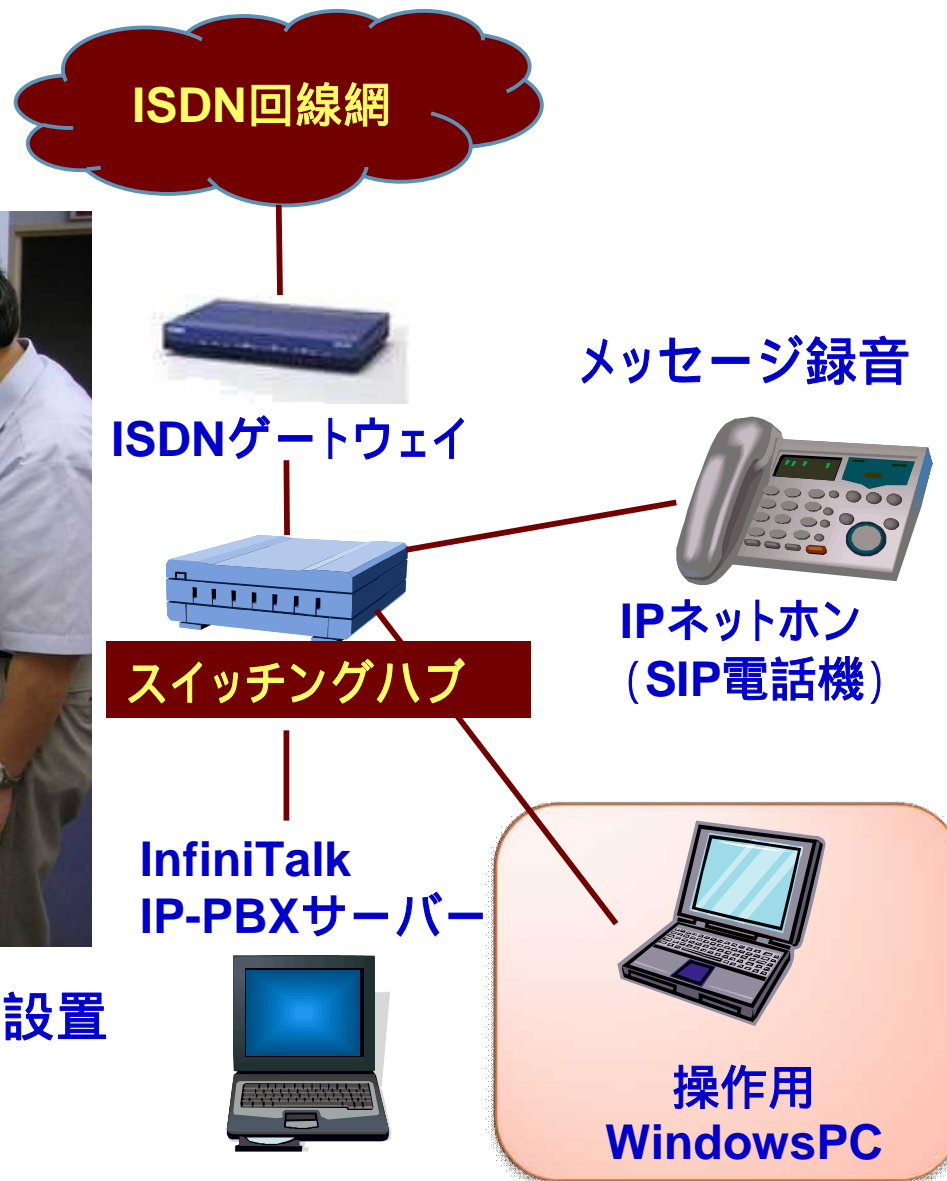 ISDN回線網
メッセージ録音
ISDNゲートウェイ
IPネットホン
(SIP電話機)
スイッチングハブ
InfiniTalk
IP-PBXサーバー
設置
操作用
WindowsPC